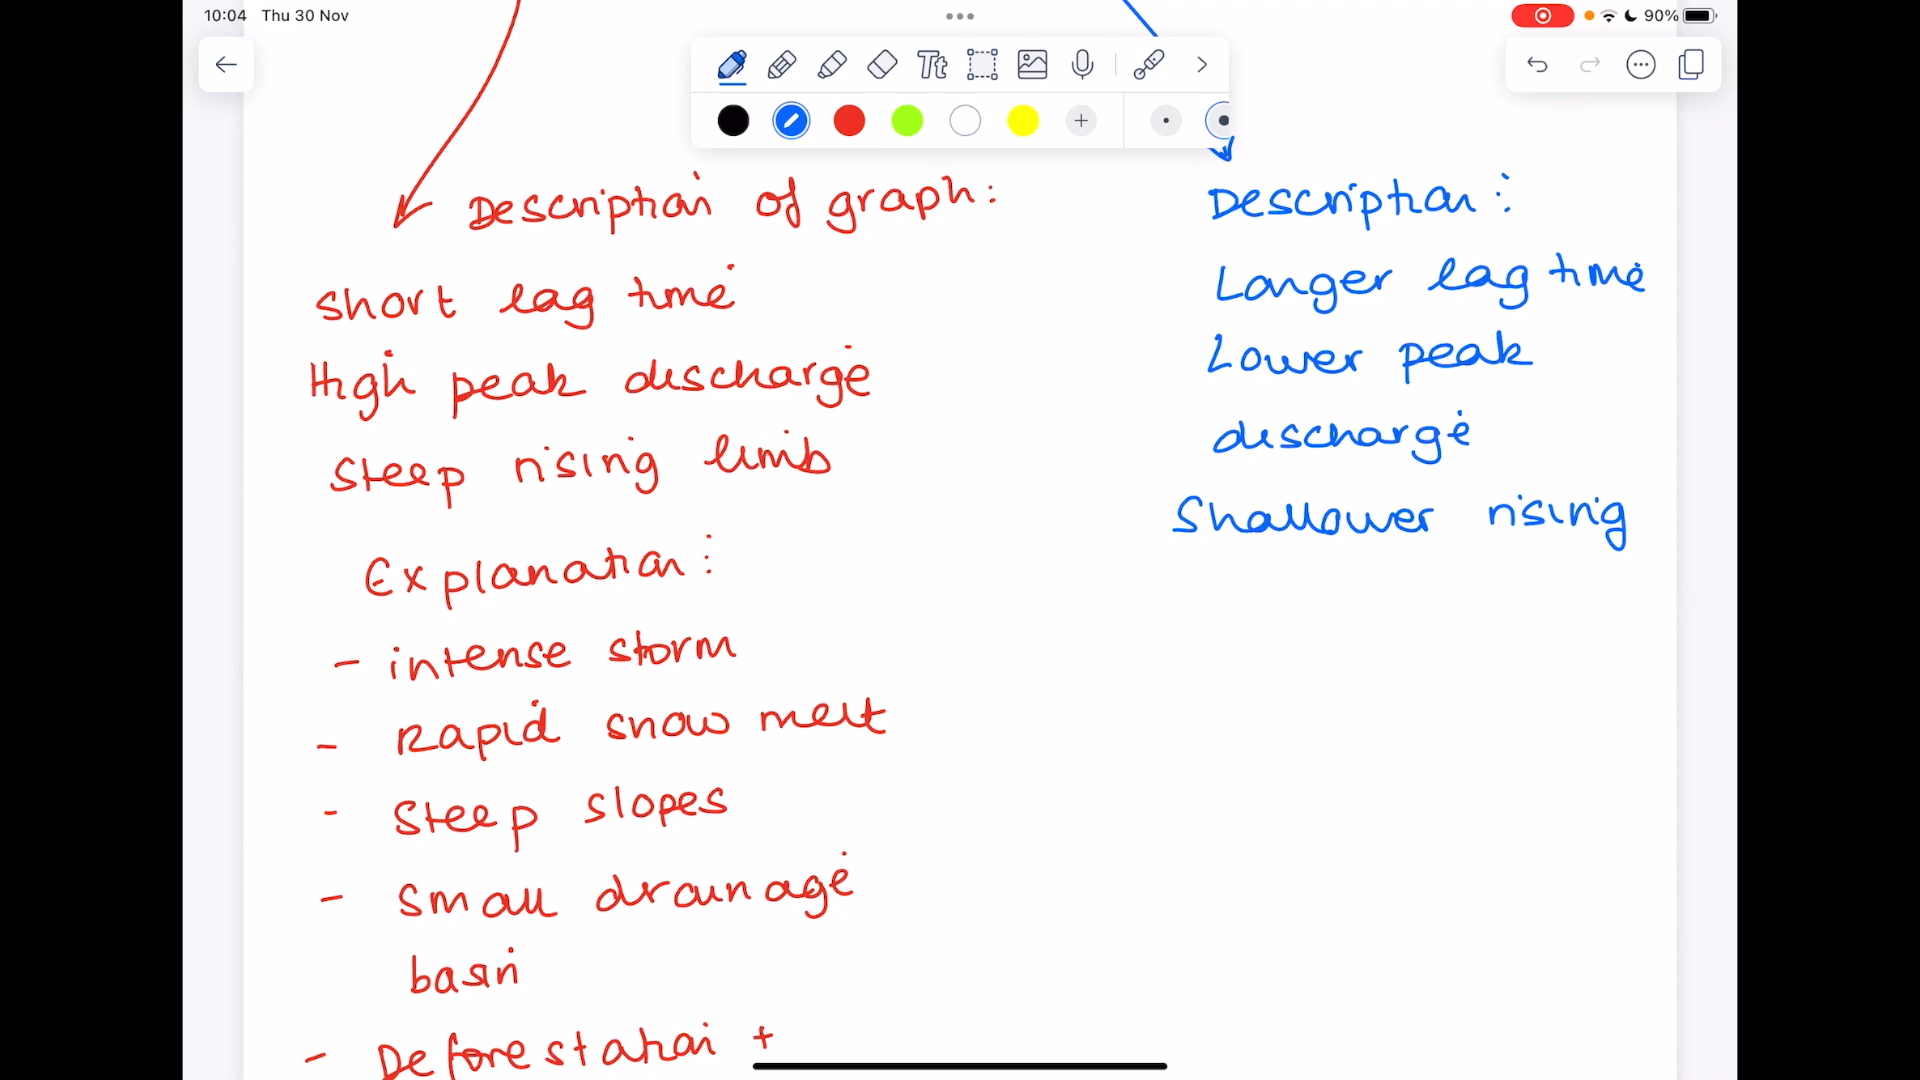 10:04 Thu 30 Nov
90%
Tt
Description of graph:
short lag time
High peak discharge
Steep rising limb
Explanation:
- intense storm
- Rapid snow melt
- Steep slopes
- Small drainage
basin
- Deforestation +
Description:
Longer lag time
Lower peak
discharge
Shallower rising